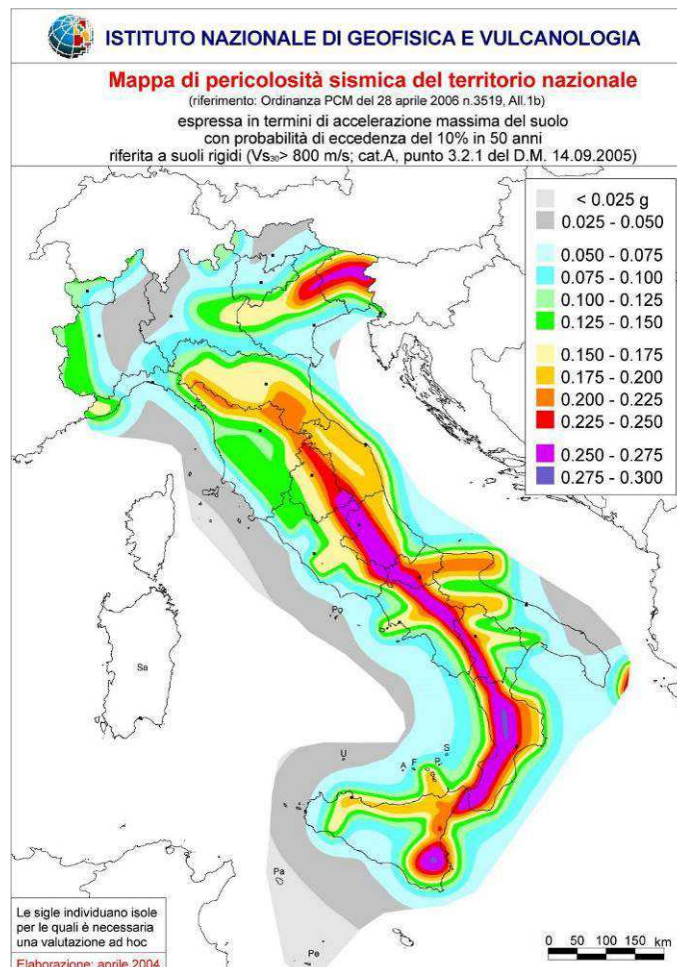 ISTITUTO NAZIONALE DI GEOFISICA E VULCANOLOGIA
Mappa di pericolosità sismica del territorio nazionale
(riferimento: Ordinanza PCM del 28 aprile 2006 n.3519, All.1b)
espressa in termini di accelerazione massima del suolo
con probabilità di eccedenza del 10% in 50 anni
riferita a suoli rigidi (Vs₃₀> 800 m/s; cat.A, punto 3.2.1 del D.M. 14.09.2005)
< 0.025 g
0.025 - 0.050
0.050 - 0.075
0.075 - 0.100
0.100 - 0.125
0.125 - 0.150
0.150 - 0.175
0.175 - 0.200
0.200 - 0.225
0.225 - 0.250
0.250 - 0.275
0.275 - 0.300
Po
Sa
U
A
F
P
S
Pa
Pe
Le sigle individuano isole
per le quali è necessaria
una valutazione ad hoc
Elaborazione: aprile 2004
0 50 100 150 km